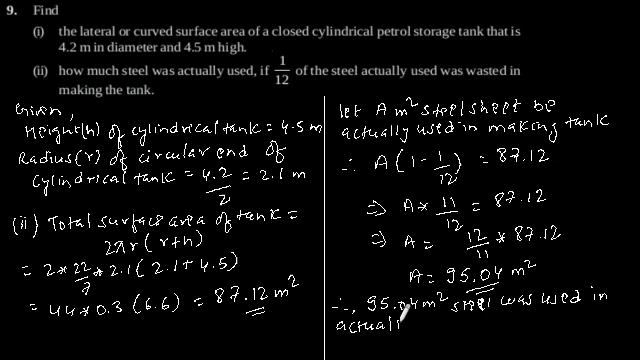 9. Find
(i) the lateral or curved surface area of a closed cylindrical petrol storage tank that is
4.2 m in diameter and 4.5 m high.
(ii) how much steel was actually used, if 1/12 of the steel actually used was wasted in
making the tank.
Given,
Height(h) of cylindrical tank = 4.5 m
Radius(r) of circular end of
cylindrical tank = 4.2/2 = 2.1 m
(ii) Total surface area of tank =
2πr (r+h)
= 2*22/7*2.1(2.1+4.5)
= 44*0.3(6.6) = 87.12 m²
let A m² steel sheet be
actually used in making tank
∴ A(1-1/12) = 87.12
⇒ A*11/12 = 87.12
⇒ A = 12/11*87.12
A = 95.04 m²
∴, 95.04m² steel was used in
actuall